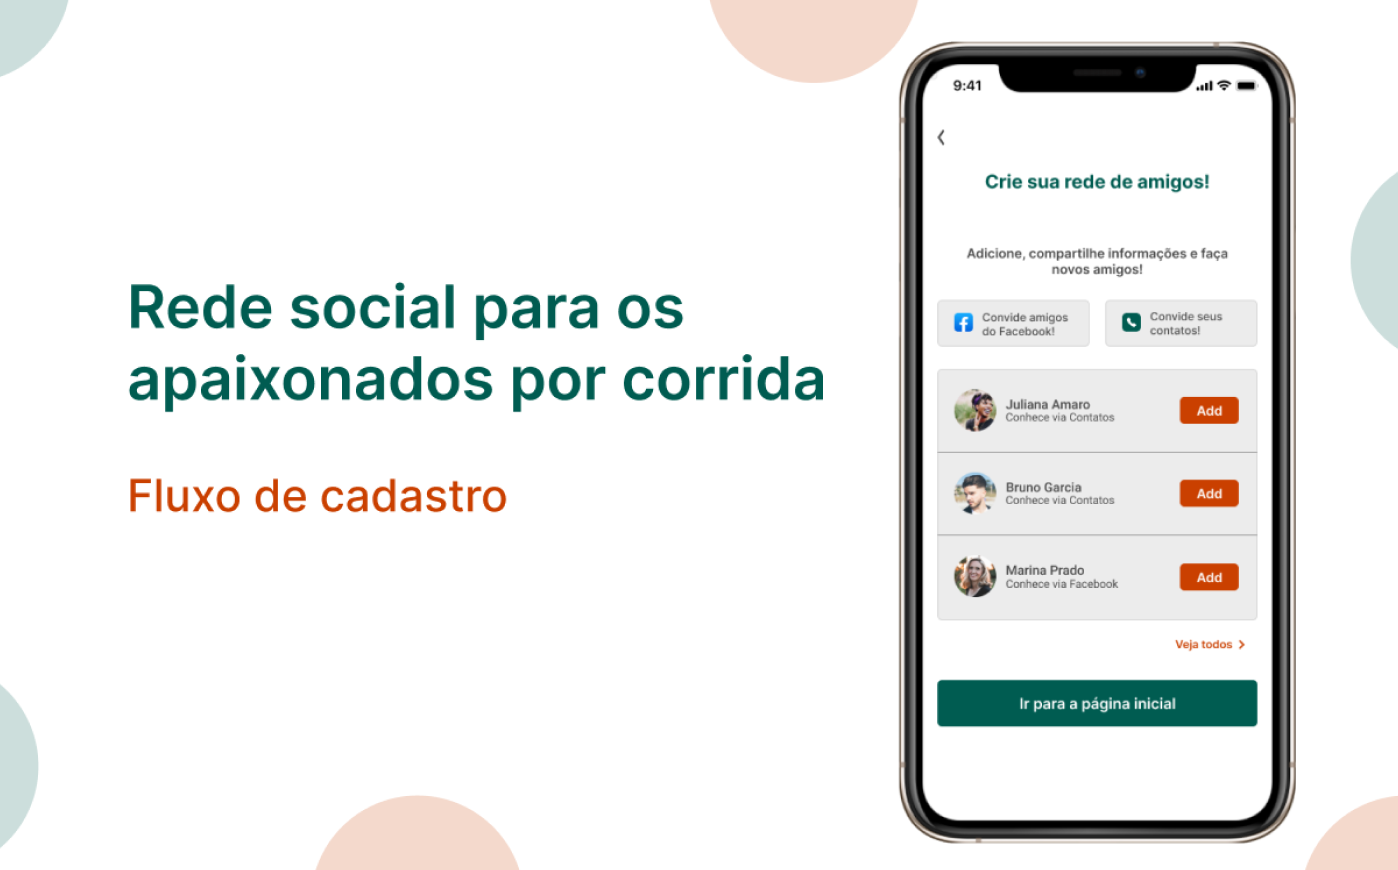 Rede social para os
apaixonados por corrida
Fluxo de cadastro
9:41
Crie sua rede de amigos!
Adicione, compartilhe informações e faça
novos amigos!
Convide amigos
do Facebook!
Convide seus
contatos!
Juliana Amaro
Conhece via Contatos
Add
Bruno Garcia
Conhece via Contatos
Add
Marina Prado
Conhece via Facebook
Add
Veja todos
Ir para a página inicial